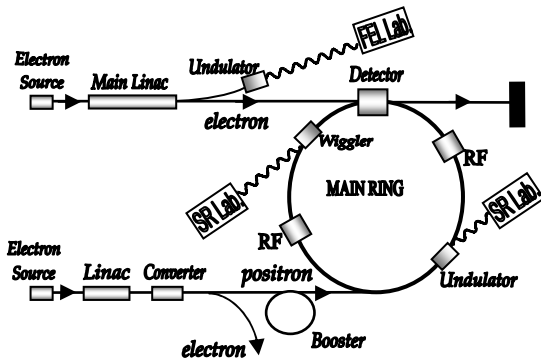 FEL Lab.
Electron
Source
Main Linac
Undulator
Detector
electron
Wiggler
RF
SR Lab.
MAIN RING
SR Lab.
RF
Electron
Source
Linac
Converter
positron
Undulator
Booster
electron